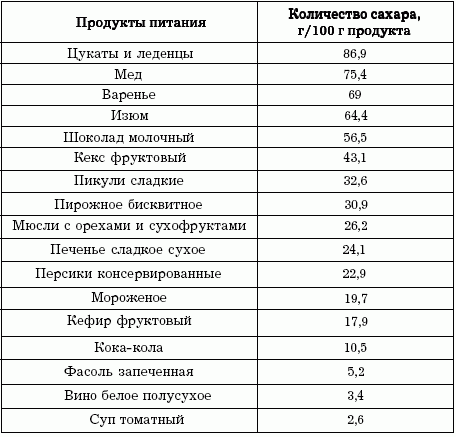 Продукты питания
Количество сахара,
г/100 г продукта
Цукаты и леденцы 86,9
Мед 75,4
Варенье 69
Изюм 64,4
Шоколад молочный 56,5
Кекс фруктовый 43,1
Пикули сладкие 32,6
Пирожное бисквитное 30,9
Мюсли с орехами и сухофруктами 26,2
Печенье сладкое сухое 24,1
Персики консервированные 22,9
Мороженое 19,7
Кефир фруктовый 17,9
Кока-кола 10,5
Фасоль запеченная 5,2
Вино белое полусухое 3,4
Суп томатный 2,6